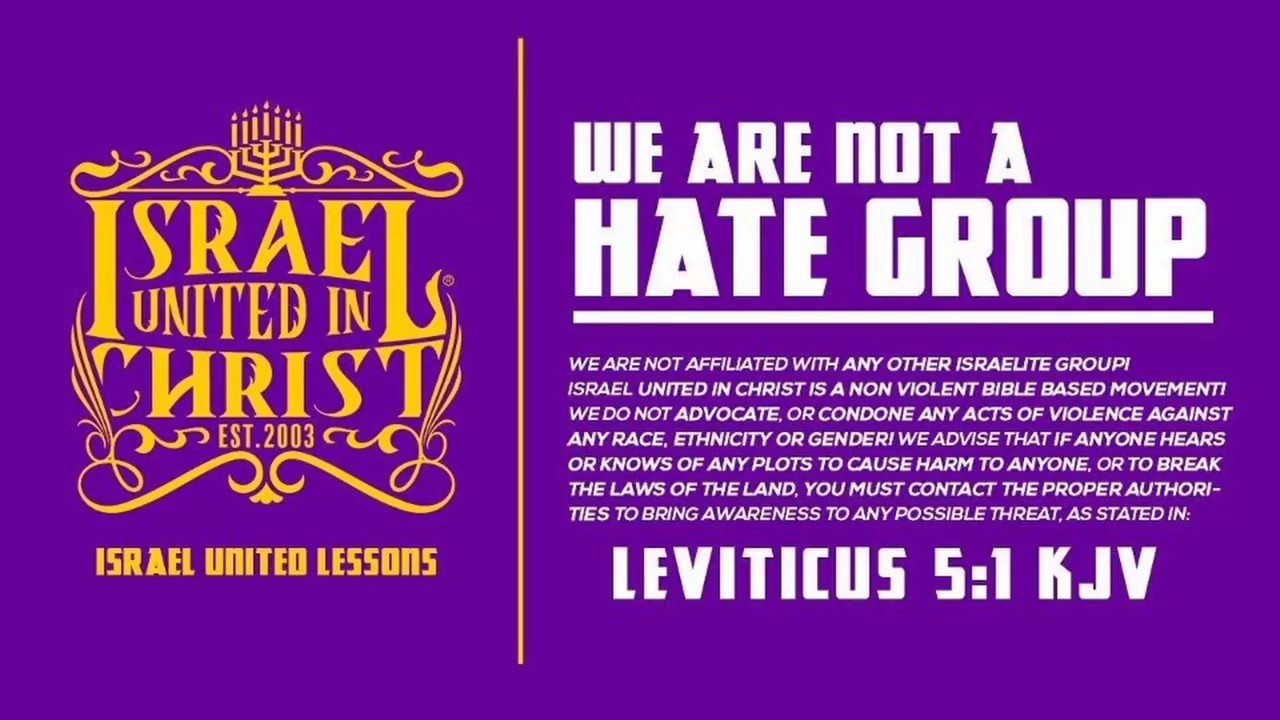 ISRAEL
UNITED IN
CHRIST
®
EST.2003
ISRAEL UNITED LESSONS
WE ARE NOT A
HATE GROUP
WE ARE NOT AFFILIATED WITH ANY OTHER ISRAELITE GROUP!
ISRAEL UNITED IN CHRIST IS A NON VIOLENT BIBLE BASED MOVEMENT!
WE DO NOT ADVOCATE, OR CONDONE ANY ACTS OF VIOLENCE AGAINST
ANY RACE, ETHNICITY OR GENDER! WE ADVISE THAT IF ANYONE HEARS
OR KNOWS OF ANY PLOTS TO CAUSE HARM TO ANYONE, OR TO BREAK
THE LAWS OF THE LAND, YOU MUST CONTACT THE PROPER AUTHORI-
TIES TO BRING AWARENESS TO ANY POSSIBLE THREAT, AS STATED IN:
LEVITICUS 5:1 KJV